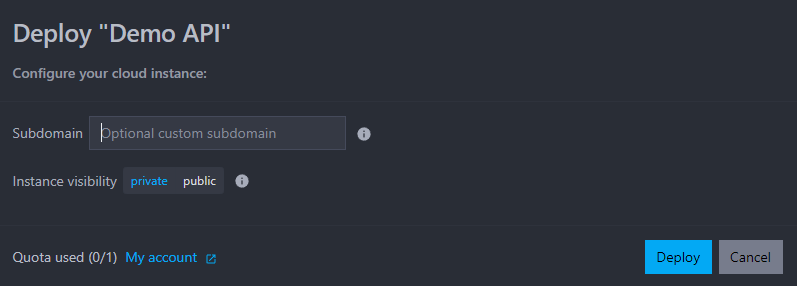 Deploy "Demo API"
Configure your cloud instance:
Subdomain Optional custom subdomain
Instance visibility private public
Quota used (0/1) My account Deploy Cancel